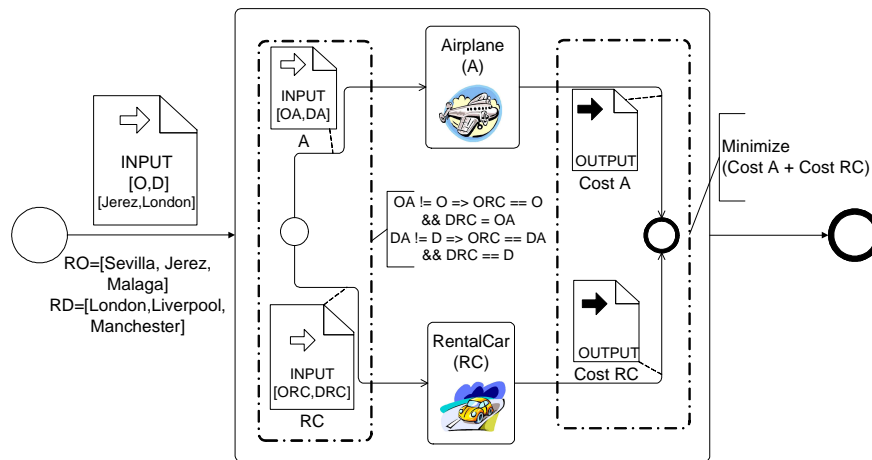 INPUT
[O,D]
[Jerez,London]
RO=[Sevilla, Jerez,
Malaga]
RD=[London,Liverpool,
Manchester]
INPUT
[OA,DA]
A
Airplane
(A)
OA != O => ORC == O
&& DRC = OA
DA != D => ORC == DA
&& DRC == D
INPUT
[ORC,DRC]
RC
RentalCar
(RC)
OUTPUT
Cost A
OUTPUT
Cost RC
Minimize
(Cost A + Cost RC)